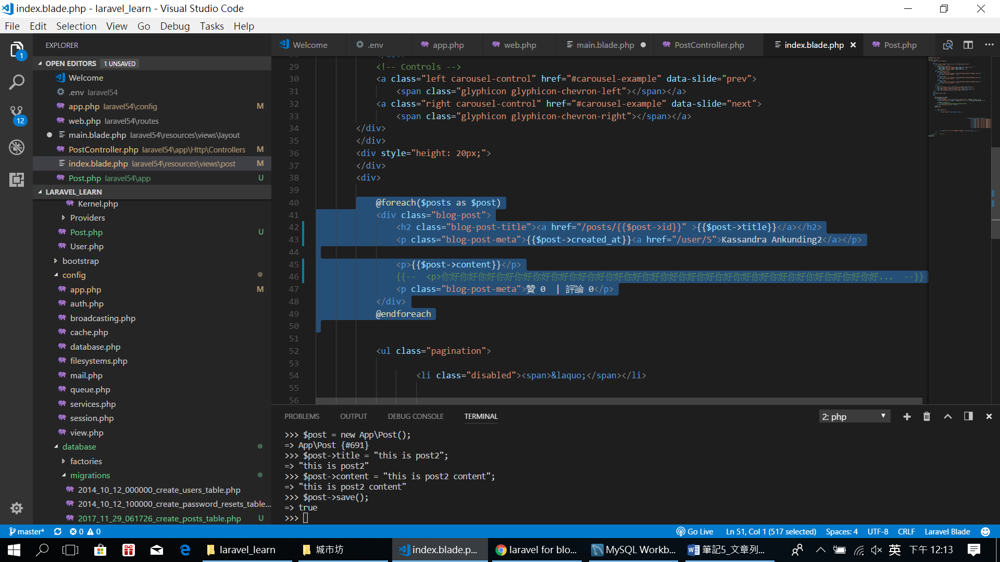 index.blade.php - laravel_learn - Visual Studio Code
File Edit Selection View Go Debug Tasks Help
EXPLORER
OPEN EDITORS 1 UNSAVED
Welcome
.env laravel54
app.php laravel54\config M
web.php laravel54\routes
main.blade.php laravel54\resources\views\layout
PostController.php laravel54\app\Http\Controllers M
index.blade.php laravel54\resources\views\post M
Post.php laravel54\app U
LARAVEL_LEARN
Kernel.php
Providers
Post.php U
User.php
bootstrap
config
app.php M
auth.php
broadcasting.php
cache.php
database.php
filesystems.php
mail.php
queue.php
services.php
session.php
view.php
database
factories
migrations
2014_10_12_000000_create_users_table.php
2014_10_12_100000_create_password_resets_table...
2017_11_29_061726_create_posts_table.php U
1
12
Welcome .env app.php web.php main.blade.php PostController.php index.blade.php Post.php
29 <!-- Controls -->
30 <a class="left carousel-control" href="#carousel-example" data-slide="prev">
31 <span class="glyphicon glyphicon-chevron-left"></span></a>
32 <a class="right carousel-control" href="#carousel-example" data-slide="next">
33 <span class="glyphicon glyphicon-chevron-right"></span></a>
34 </div>
35 </div>
36 <div style="height: 20px;">
37 </div>
38 <div>
39
40 @foreach($posts as $post)
41 <div class="blog-post">
42 <h2 class="blog-post-title"><a href="/posts/{{$post->id}}" >{{$post->title}}</a></h2>
43 <p class="blog-post-meta">{{$post->created_at}}<a href="/user/5">Kassandra Ankunding2</a></p>
44
45 <p>{{$post->content}}</p>
46 {{-- <p>你好你好你好你好你好你好你好你好你好你好你好你好你好你好你好你好你好你好你好你好你好你好你好你好... --}}
47 <p class="blog-post-meta">贊 0 | 評論 0</p>
48 </div>
49 @endforeach
50
51
52 <ul class="pagination">
53
54 <li class="disabled"><span>&laquo;</span></li>
55
56
PROBLEMS OUTPUT DEBUG CONSOLE TERMINAL 2: php
>>> $post = new App\Post();
=> App\Post {#691}
>>> $post->title = "this is post2";
=> "this is post2"
>>> $post->content = "this is post2 content";
=> "this is post2 content"
>>> $post->save();
=> true
>>>
master* 0 0 Go Live Ln 51, Col 1 (517 selected) Spaces: 4 UTF-8 CRLF Laravel Blade
laravel_learn 城市坊 index.blade.p... laravel for blo... MySQL Workb... 筆記5_文章列... 英 下午 12:13